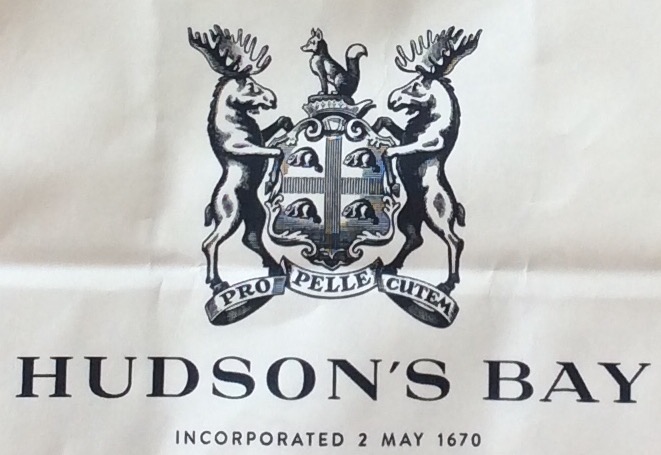 PRO PELLE CUTEM
HUDSON'S BAY
INCORPORATED 2 MAY 1670